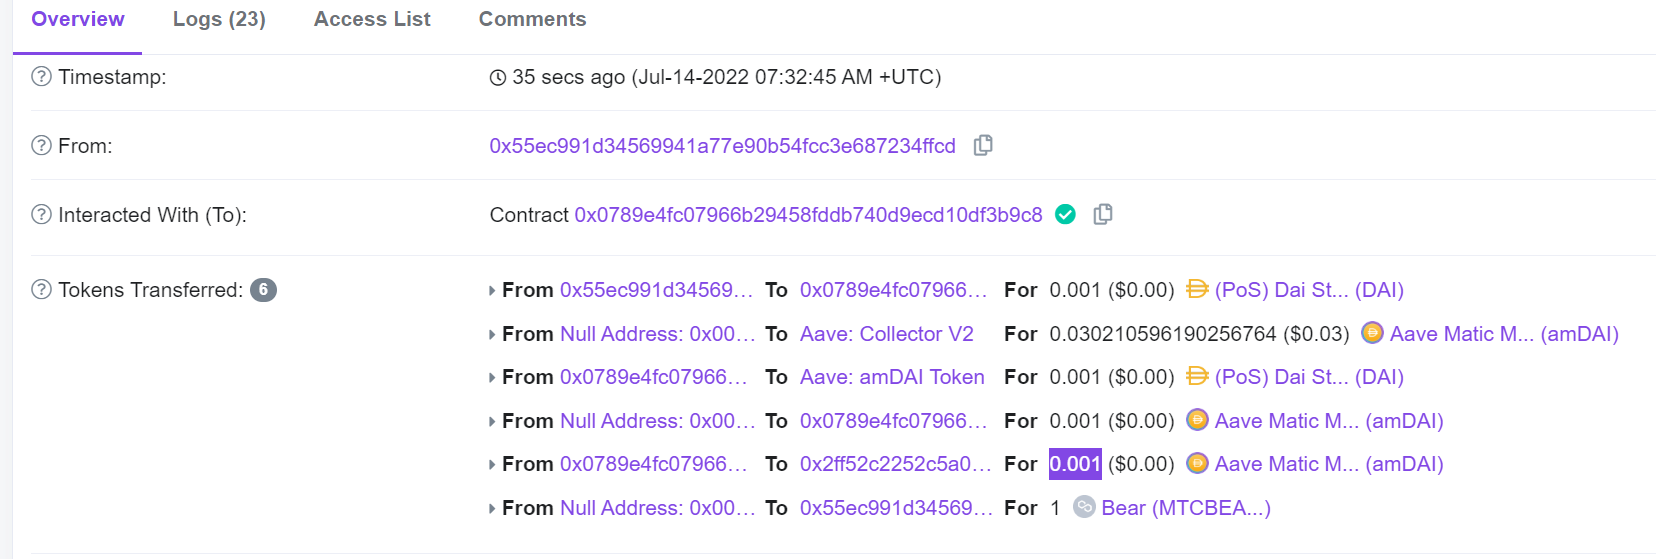 Overview Logs (23) Access List Comments
Timestamp: 35 secs ago (Jul-14-2022 07:32:45 AM +UTC)
From: 0x55ec991d34569941a77e90b54fcc3e687234ffcd
Interacted With (To): Contract 0x0789e4fc07966b29458fddb740d9ecd10df3b9c8
Tokens Transferred: 6 From 0x55ec991d34569... To 0x0789e4fc07966... For 0.001 ($0.00) (PoS) Dai St... (DAI)
From Null Address: 0x00... To Aave: Collector V2 For 0.030210596190256764 ($0.03) Aave Matic M... (amDAI)
From 0x0789e4fc07966... To Aave: amDAI Token For 0.001 ($0.00) (PoS) Dai St... (DAI)
From Null Address: 0x00... To 0x0789e4fc07966... For 0.001 ($0.00) Aave Matic M... (amDAI)
From 0x0789e4fc07966... To 0x2ff52c2252c5a0... For 0.001 ($0.00) Aave Matic M... (amDAI)
From Null Address: 0x00... To 0x55ec991d34569... For 1 Bear (MTCBEA...)